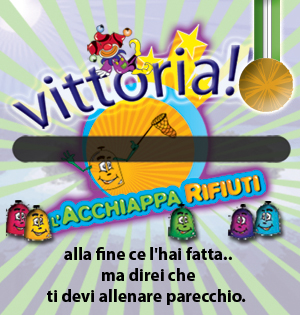 vittoria!!
L'ACCHIAPPA RIFIUTI
alla fine ce l'hai fatta..
ma direi che
ti devi allenare parecchio.